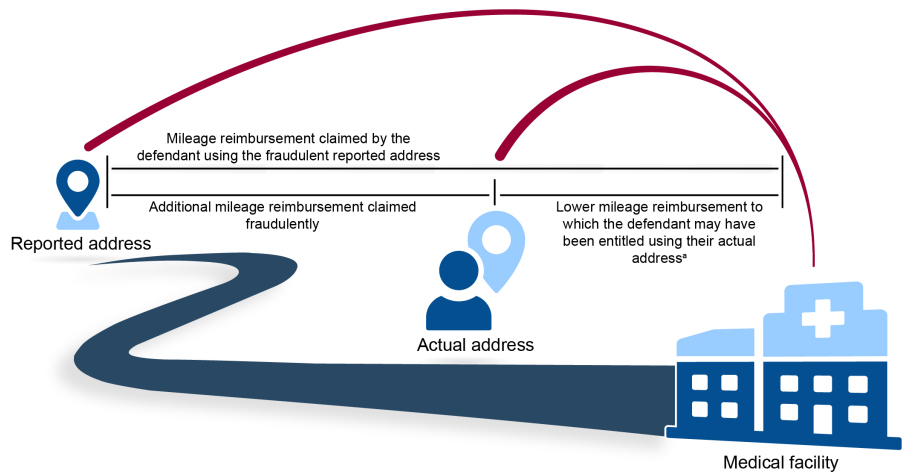 Mileage reimbursement claimed by the
defendant using the fraudulent reported address
Additional mileage reimbursement claimed
fraudulently
Lower mileage reimbursement to
which the defendant may have
been entitled using their actual
addressᵃ
Reported address
Actual address
Medical facility